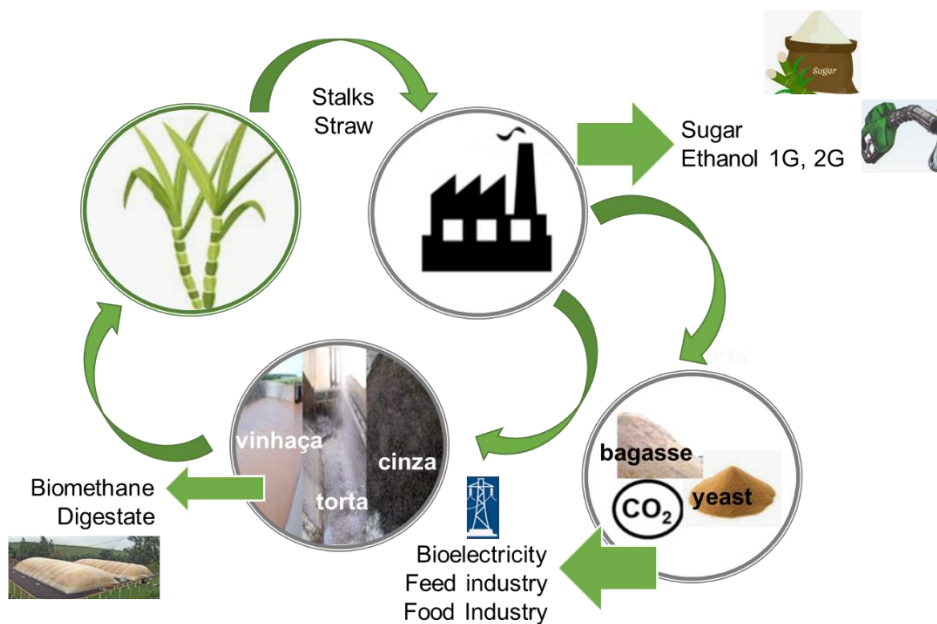 Sugar
Stalks
Straw
Sugar
Ethanol 1G, 2G
vinhaça
cinza
torta
bagasse
yeast
CO₂
Biomethane
Digestate
Bioelectricity
Feed industry
Food Industry